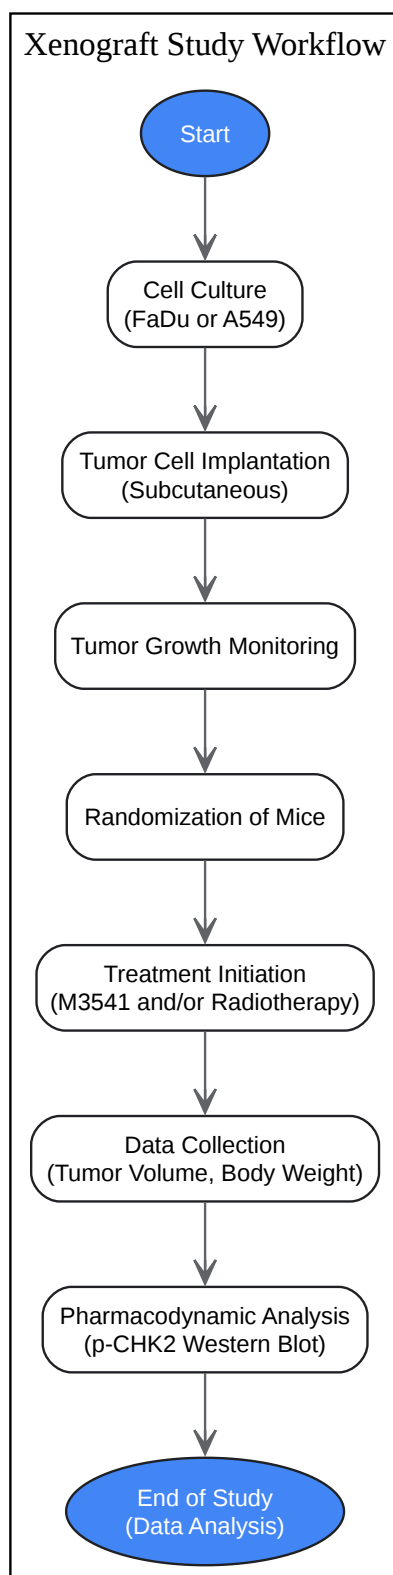 Xenograft Study Workflow
Start
Cell Culture
(FaDu or A549)
Tumor Cell Implantation
(Subcutaneous)
Tumor Growth Monitoring
Randomization of Mice
Treatment Initiation
(M3541 and/or Radiotherapy)
Data Collection
(Tumor Volume, Body Weight)
Pharmacodynamic Analysis
(p-CHK2 Western Blot)
End of Study
(Data Analysis)